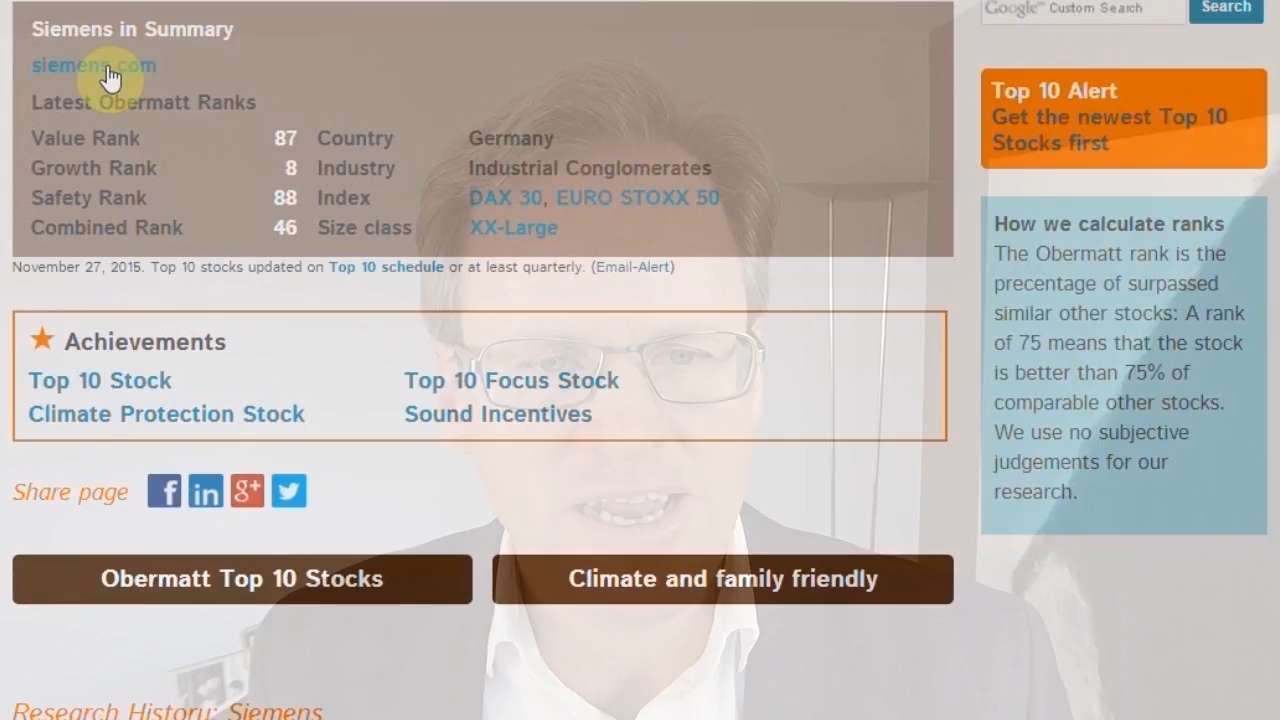 Siemens in Summary
siemens.com
Latest Obermatt Ranks
Value Rank 87 Country Germany
Growth Rank 8 Industry Industrial Conglomerates
Safety Rank 88 Index DAX 30, EURO STOXX 50
Combined Rank 46 Size class XX-Large
November 27, 2015. Top 10 stocks updated on Top 10 schedule or at least quarterly. (Email-Alert)
★ Achievements
Top 10 Stock Top 10 Focus Stock
Climate Protection Stock Sound Incentives
Share page f in g+
Obermatt Top 10 Stocks Climate and family friendly
Research History: Siemens
Google™ Custom Search Search
Top 10 Alert
Get the newest Top 10
Stocks first
How we calculate ranks
The Obermatt rank is the
precentage of surpassed
similar other stocks: A rank
of 75 means that the stock
is better than 75% of
comparable other stocks.
We use no subjective
judgements for our
research.